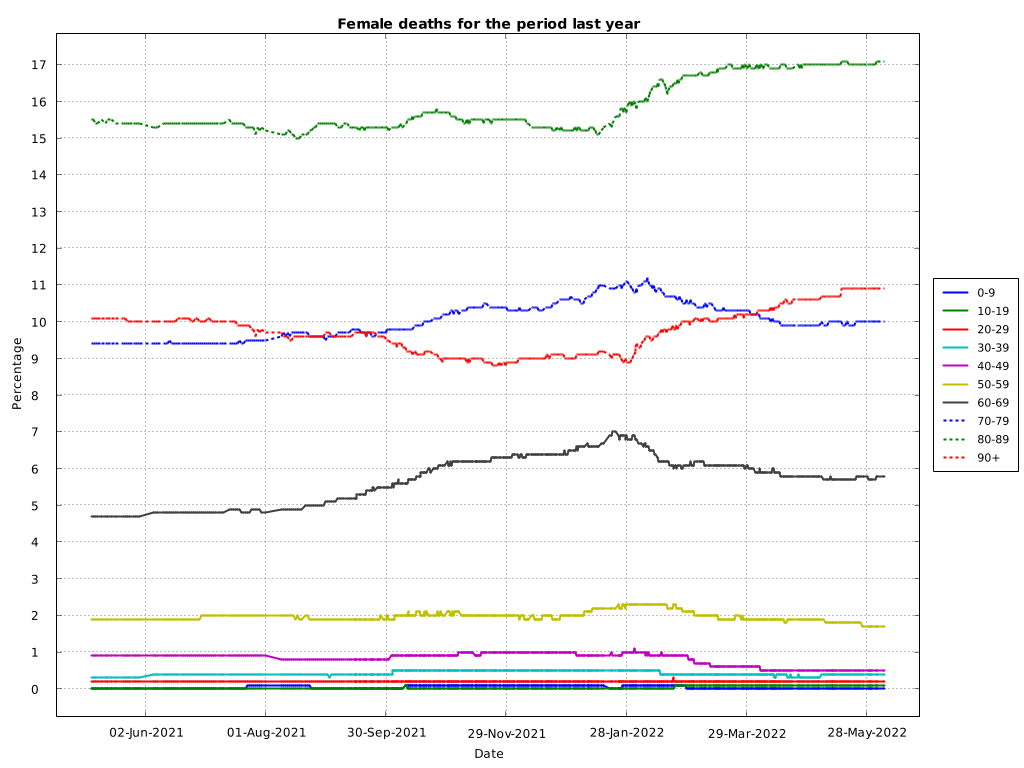 Female deaths for the period last year
Percentage
17
16
15
14
13
12
11
10
9
8
7
6
5
4
3
2
1
0
02-Jun-2021
01-Aug-2021
30-Sep-2021
29-Nov-2021
28-Jan-2022
29-Mar-2022
28-May-2022
Date
0-9
10-19
20-29
30-39
40-49
50-59
60-69
70-79
80-89
90+